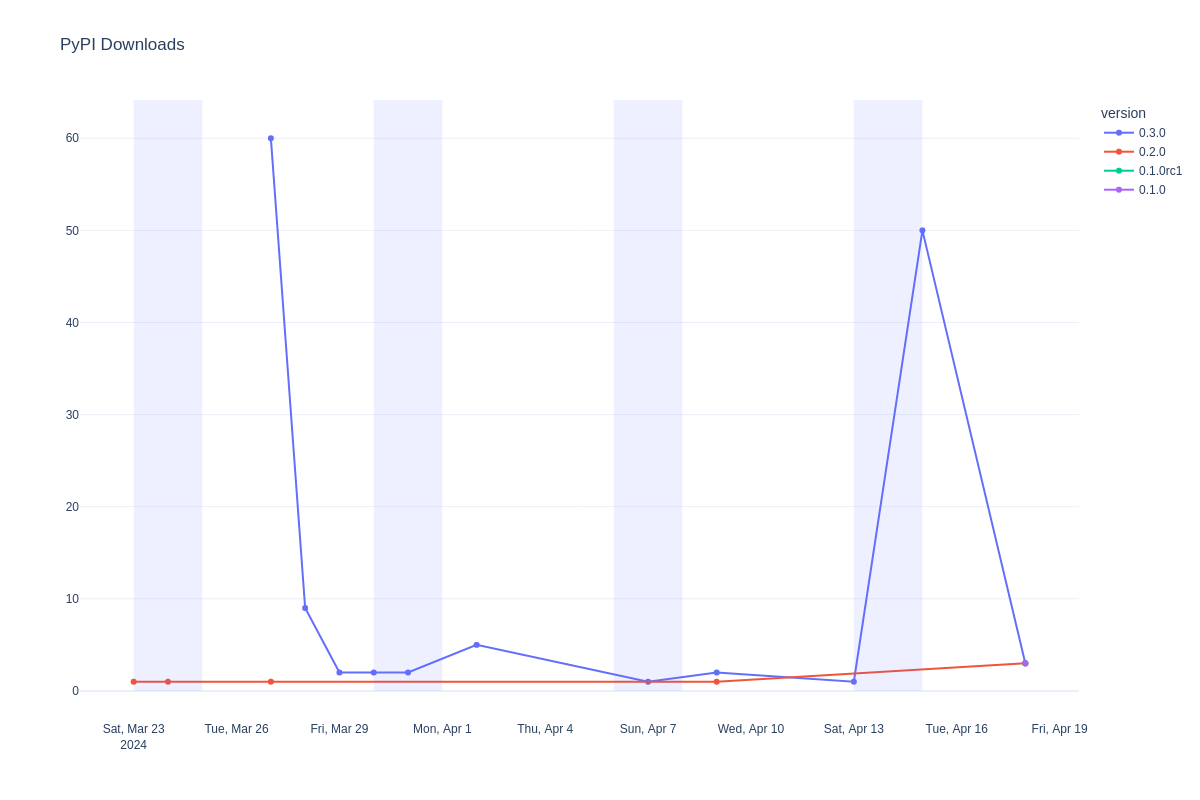 PyPI Downloads
version
0.3.0
0.2.0
0.1.0rc1
0.1.0
60
50
40
30
20
10
0
Sat, Mar 23
2024
Tue, Mar 26
Fri, Mar 29
Mon, Apr 1
Thu, Apr 4
Sun, Apr 7
Wed, Apr 10
Sat, Apr 13
Tue, Apr 16
Fri, Apr 19